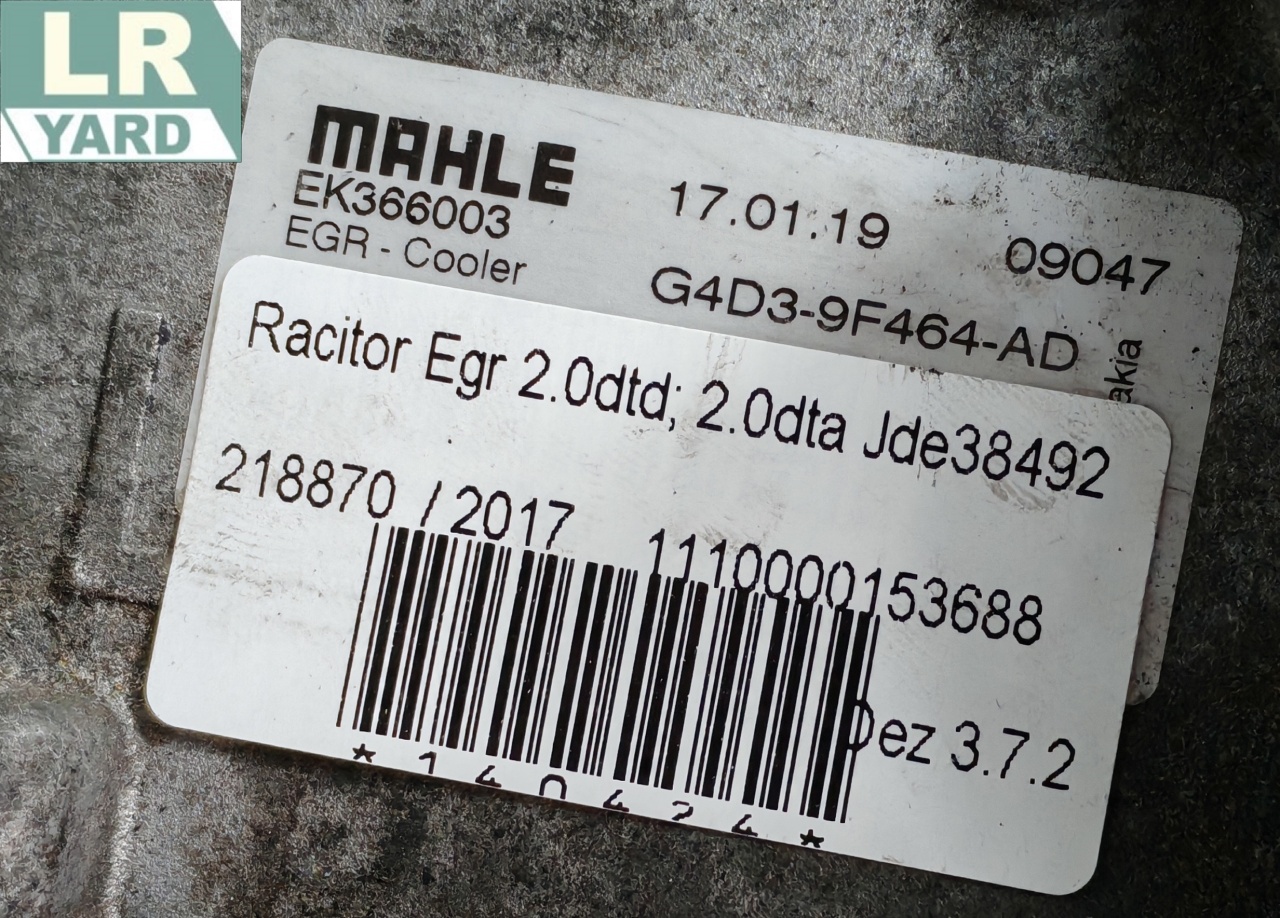 LR
YARD
MAHLE
EK366003
EGR - Cooler
17.01.19
09047
G4D3-9F464-AD
akia
Racitor Egr 2.0dtd; 2.0dta Jde38492
218870 / 2017
1110000153688
Dez 3.7.2